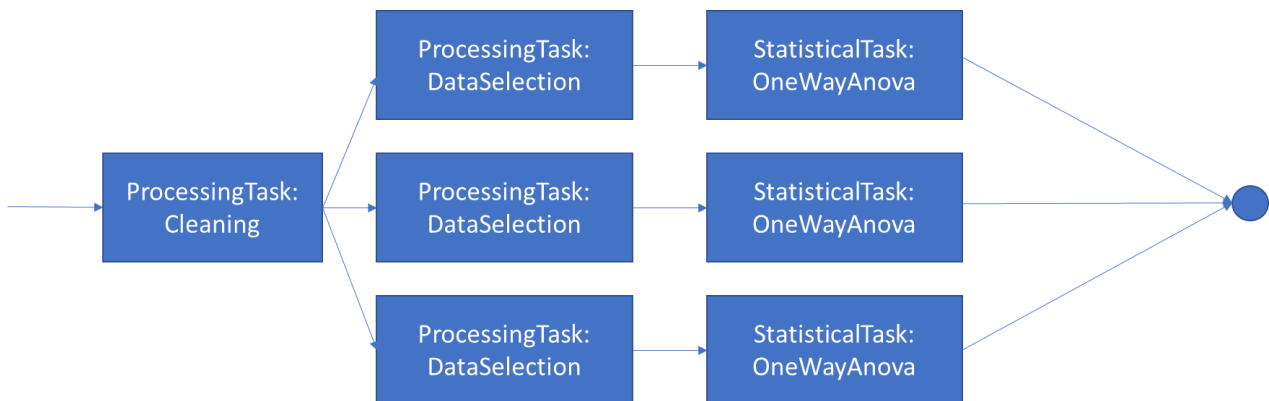 ProcessingTask:
DataSelection
StatisticalTask:
OneWayAnova
ProcessingTask:
Cleaning
ProcessingTask:
DataSelection
StatisticalTask:
OneWayAnova
ProcessingTask:
DataSelection
StatisticalTask:
OneWayAnova